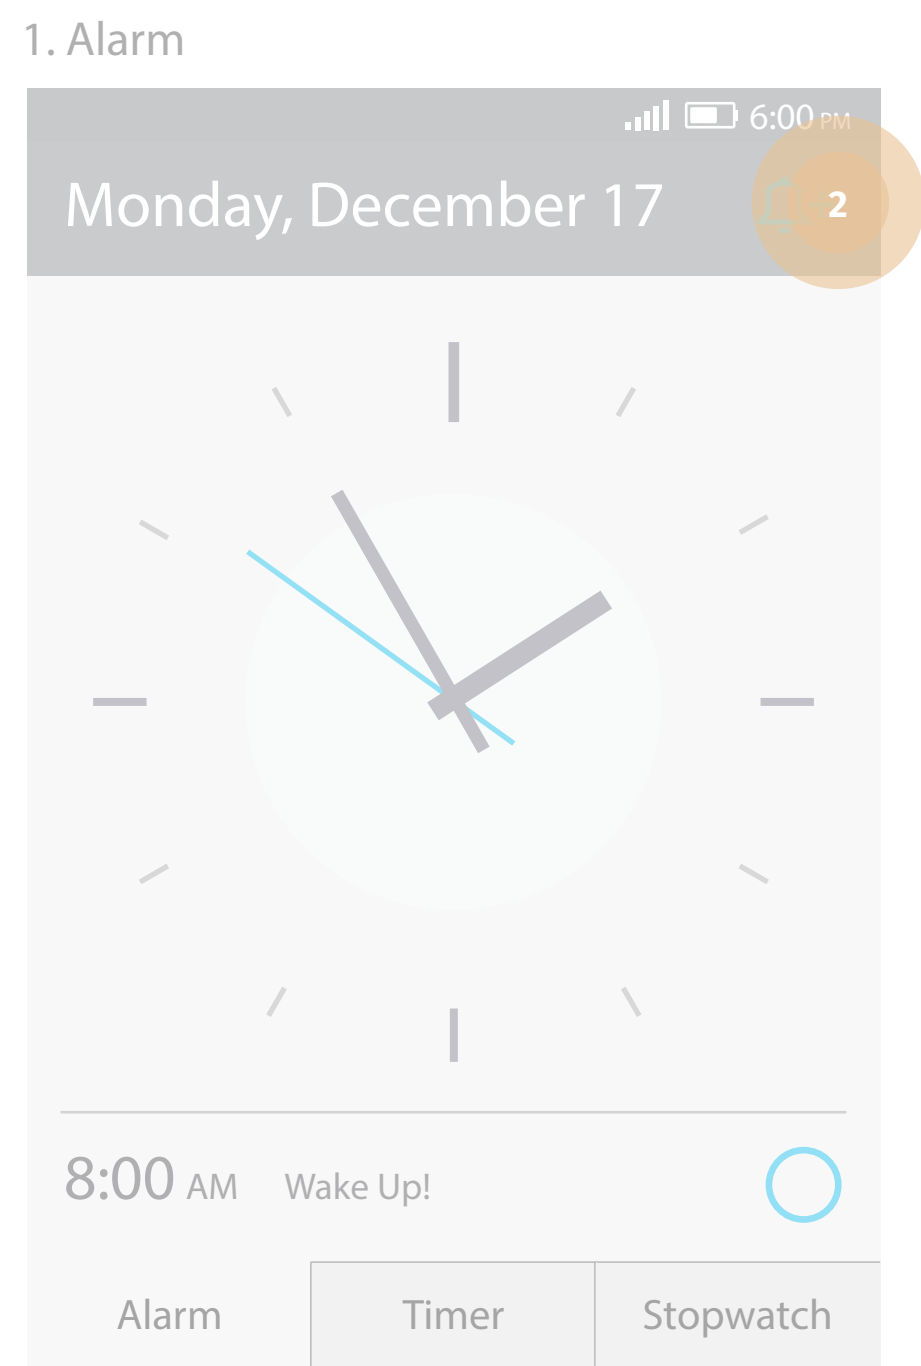 1. Alarm
6:00 PM
Monday, December 17
2
8:00 AM Wake Up!
Alarm Timer Stopwatch